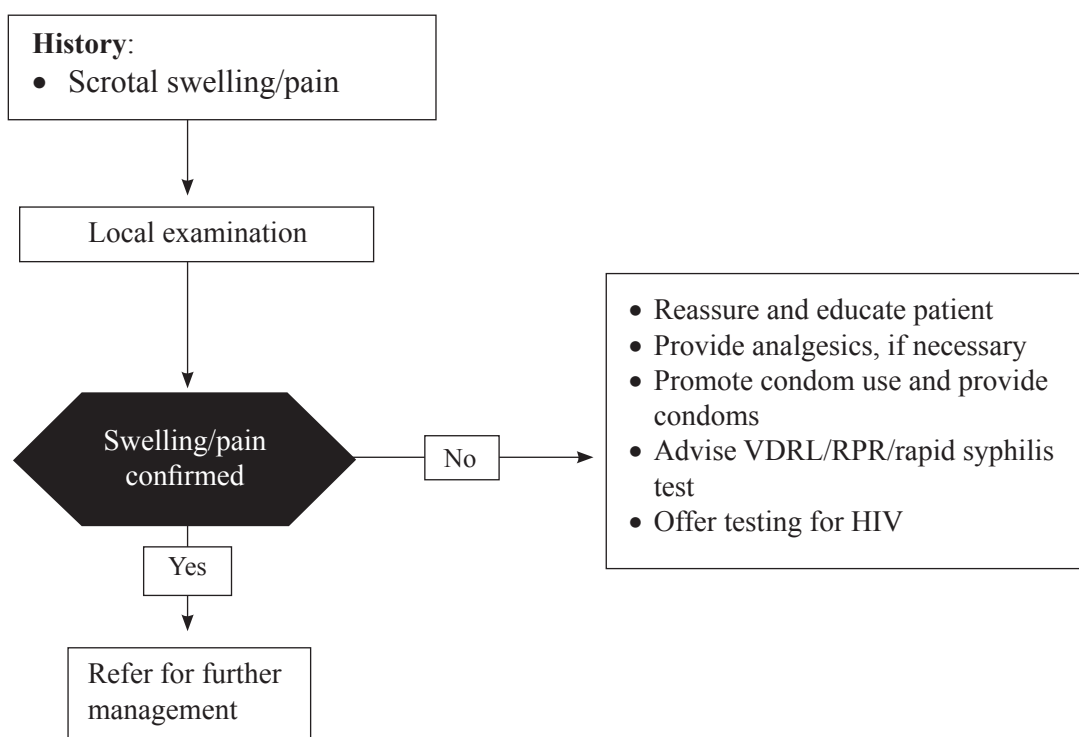 History:
• Scrotal swelling/pain
Local examination
Swelling/pain
confirmed
No
• Reassure and educate patient
• Provide analgesics, if necessary
• Promote condom use and provide
condoms
• Advise VDRL/RPR/rapid syphilis
test
• Offer testing for HIV
Yes
Refer for further
management